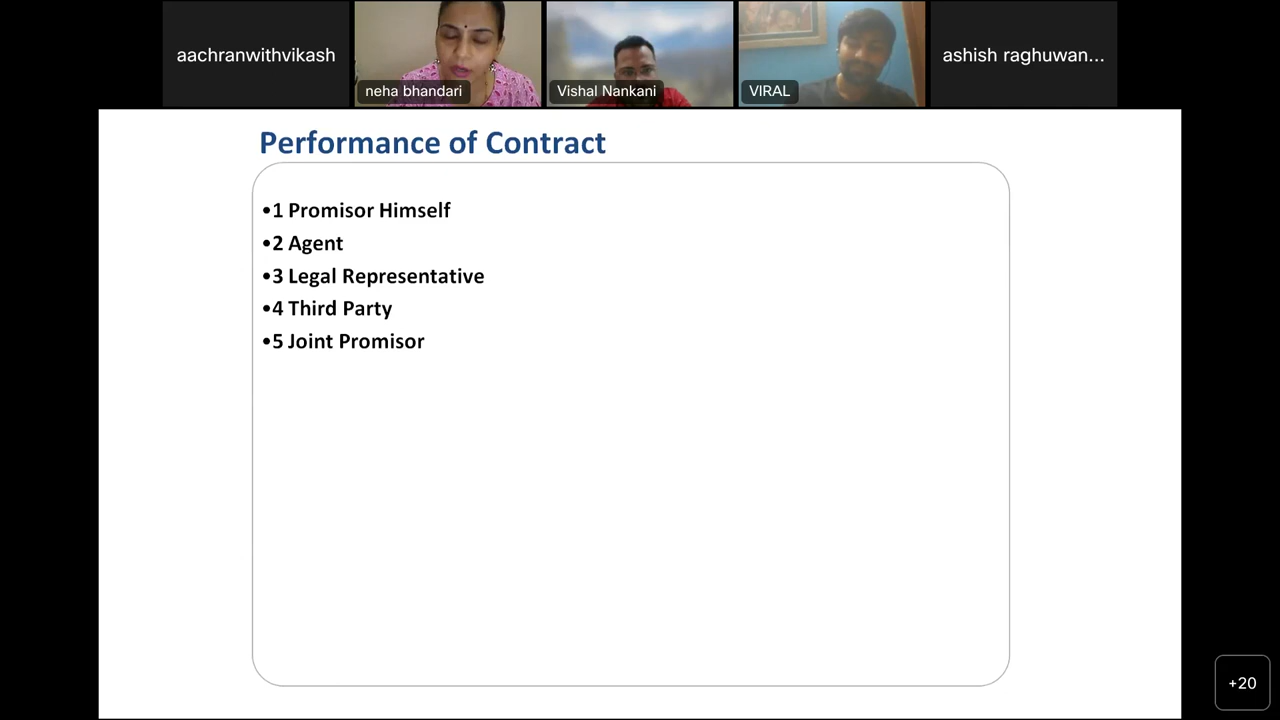 aachranwithvikash
neha bhandari
Vishal Nankani
VIRAL
ashish raghuwan...
Performance of Contract
•1 Promisor Himself
•2 Agent
•3 Legal Representative
•4 Third Party
•5 Joint Promisor
+20